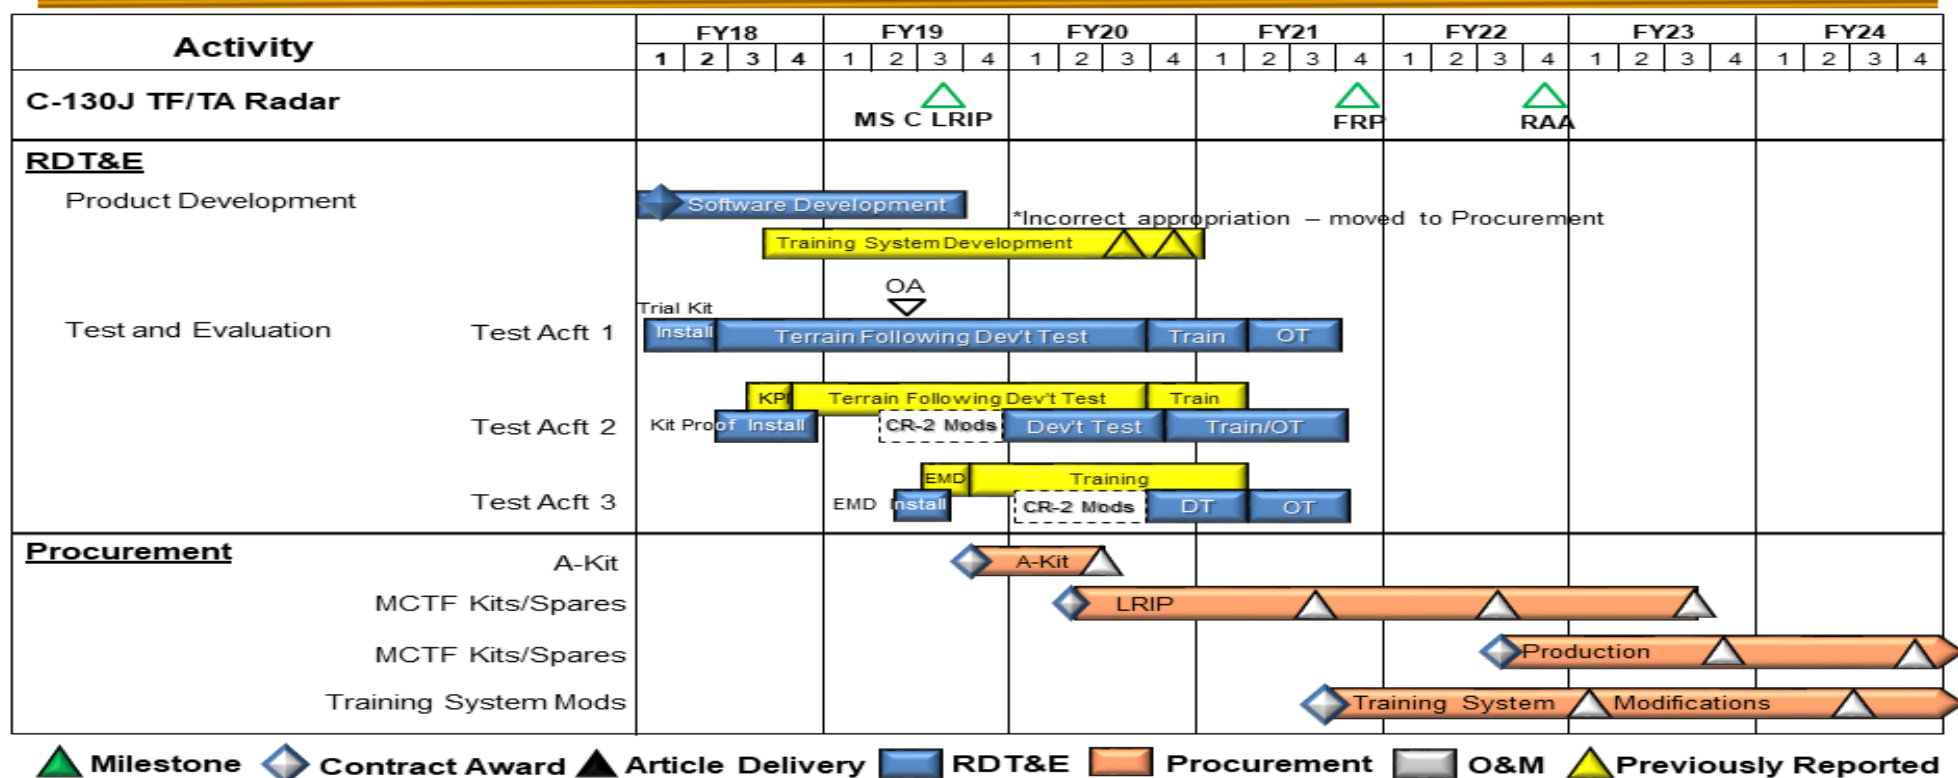 Activity FY18 FY19 FY20 FY21 FY22 FY23 FY24
1 2 3 4 1 2 3 4 1 2 3 4 1 2 3 4 1 2 3 4 1 2 3 4 1 2 3 4
C-130J TF/TA Radar
MS C LRIP FRP RAA
RDT&E
Product Development Software Development
*Incorrect appropriation – moved to Procurement
Training System Development
OA
Trial Kit
Test and Evaluation Test Acft 1 Install Terrain Following Dev't Test Train OT
KPI Terrain Following Dev't Test Train
Test Acft 2 Kit Proof Install CR-2 Mods Dev't Test Train/OT
EMD Training
Test Acft 3 EMD Install CR-2 Mods DT OT
Procurement
A-Kit A-Kit
MCTF Kits/Spares LRIP
MCTF Kits/Spares Production
Training System Mods Training System Modifications
Milestone Contract Award Article Delivery RDT&E Procurement O&M Previously Reported